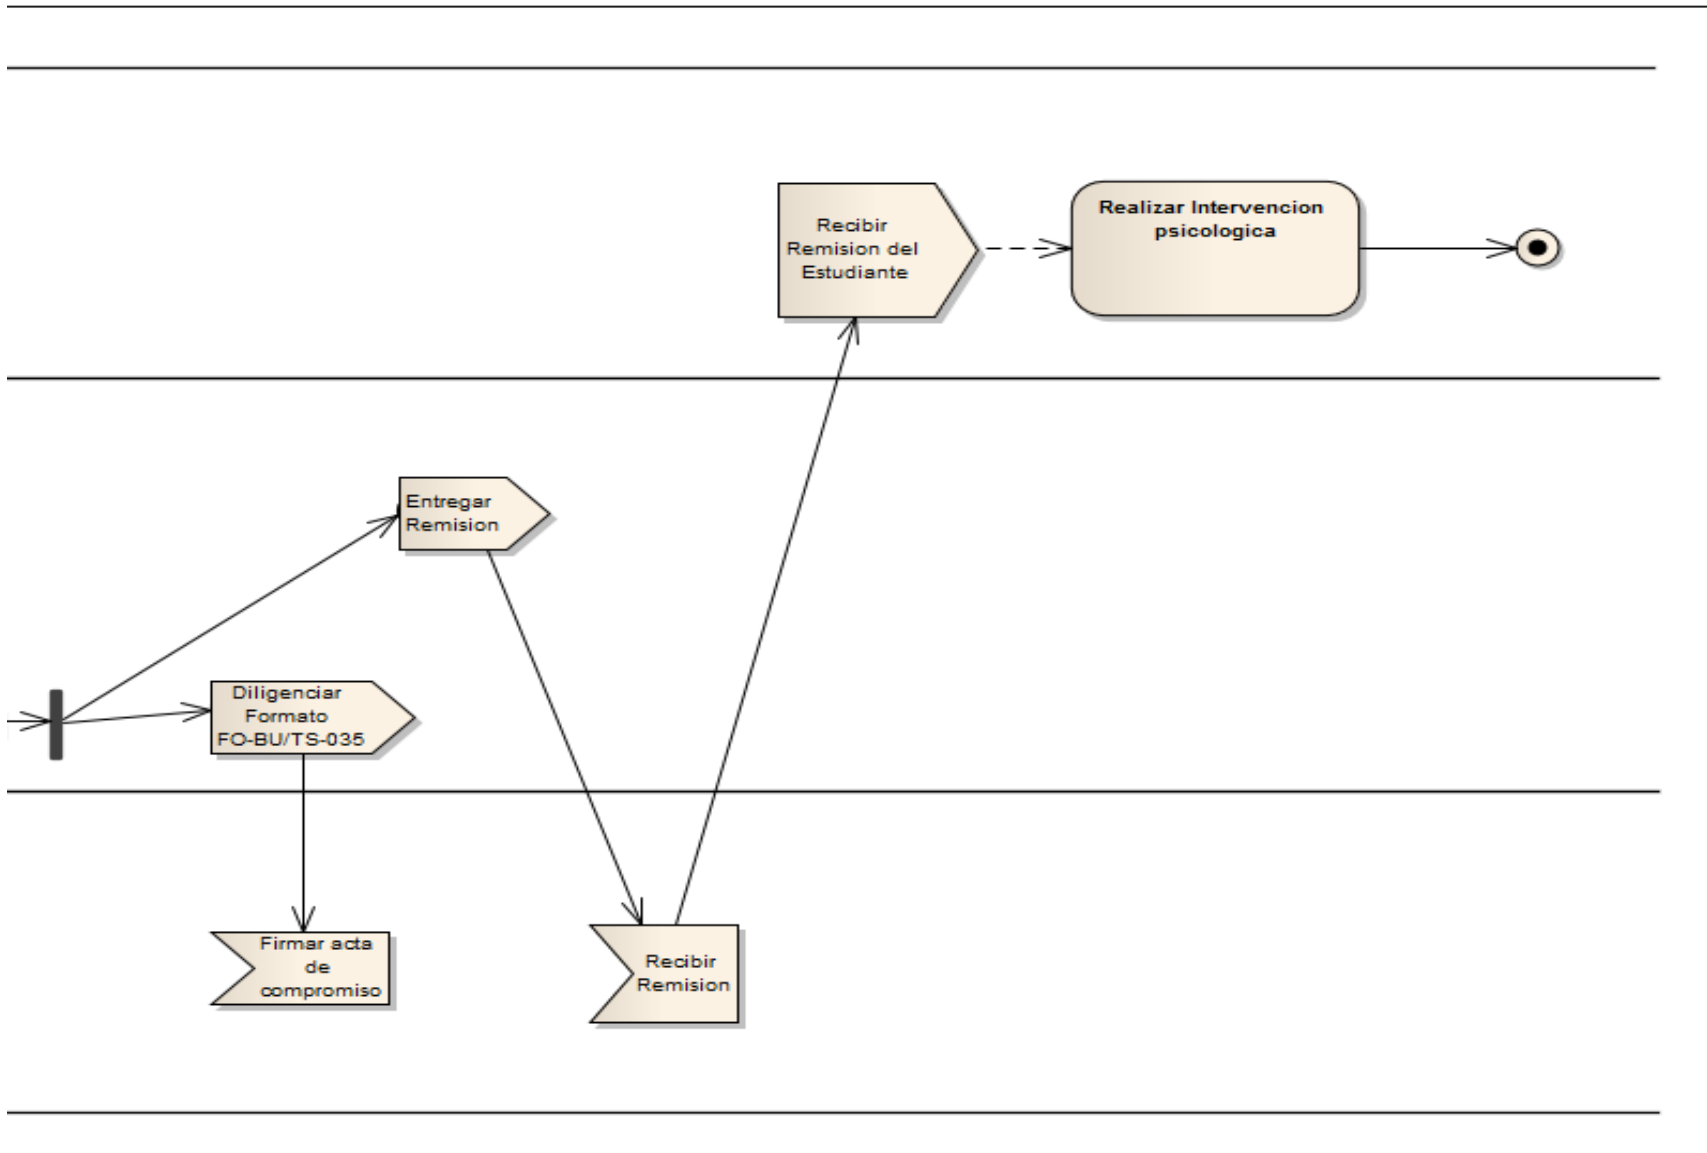 Recibir
Remision del
Estudiante
Realizar Intervencion
psicologica
Entregar
Remision
Diligenciar
Formato
FO-BU/TS-035
Firmar acta
de
compromiso
Recibir
Remision